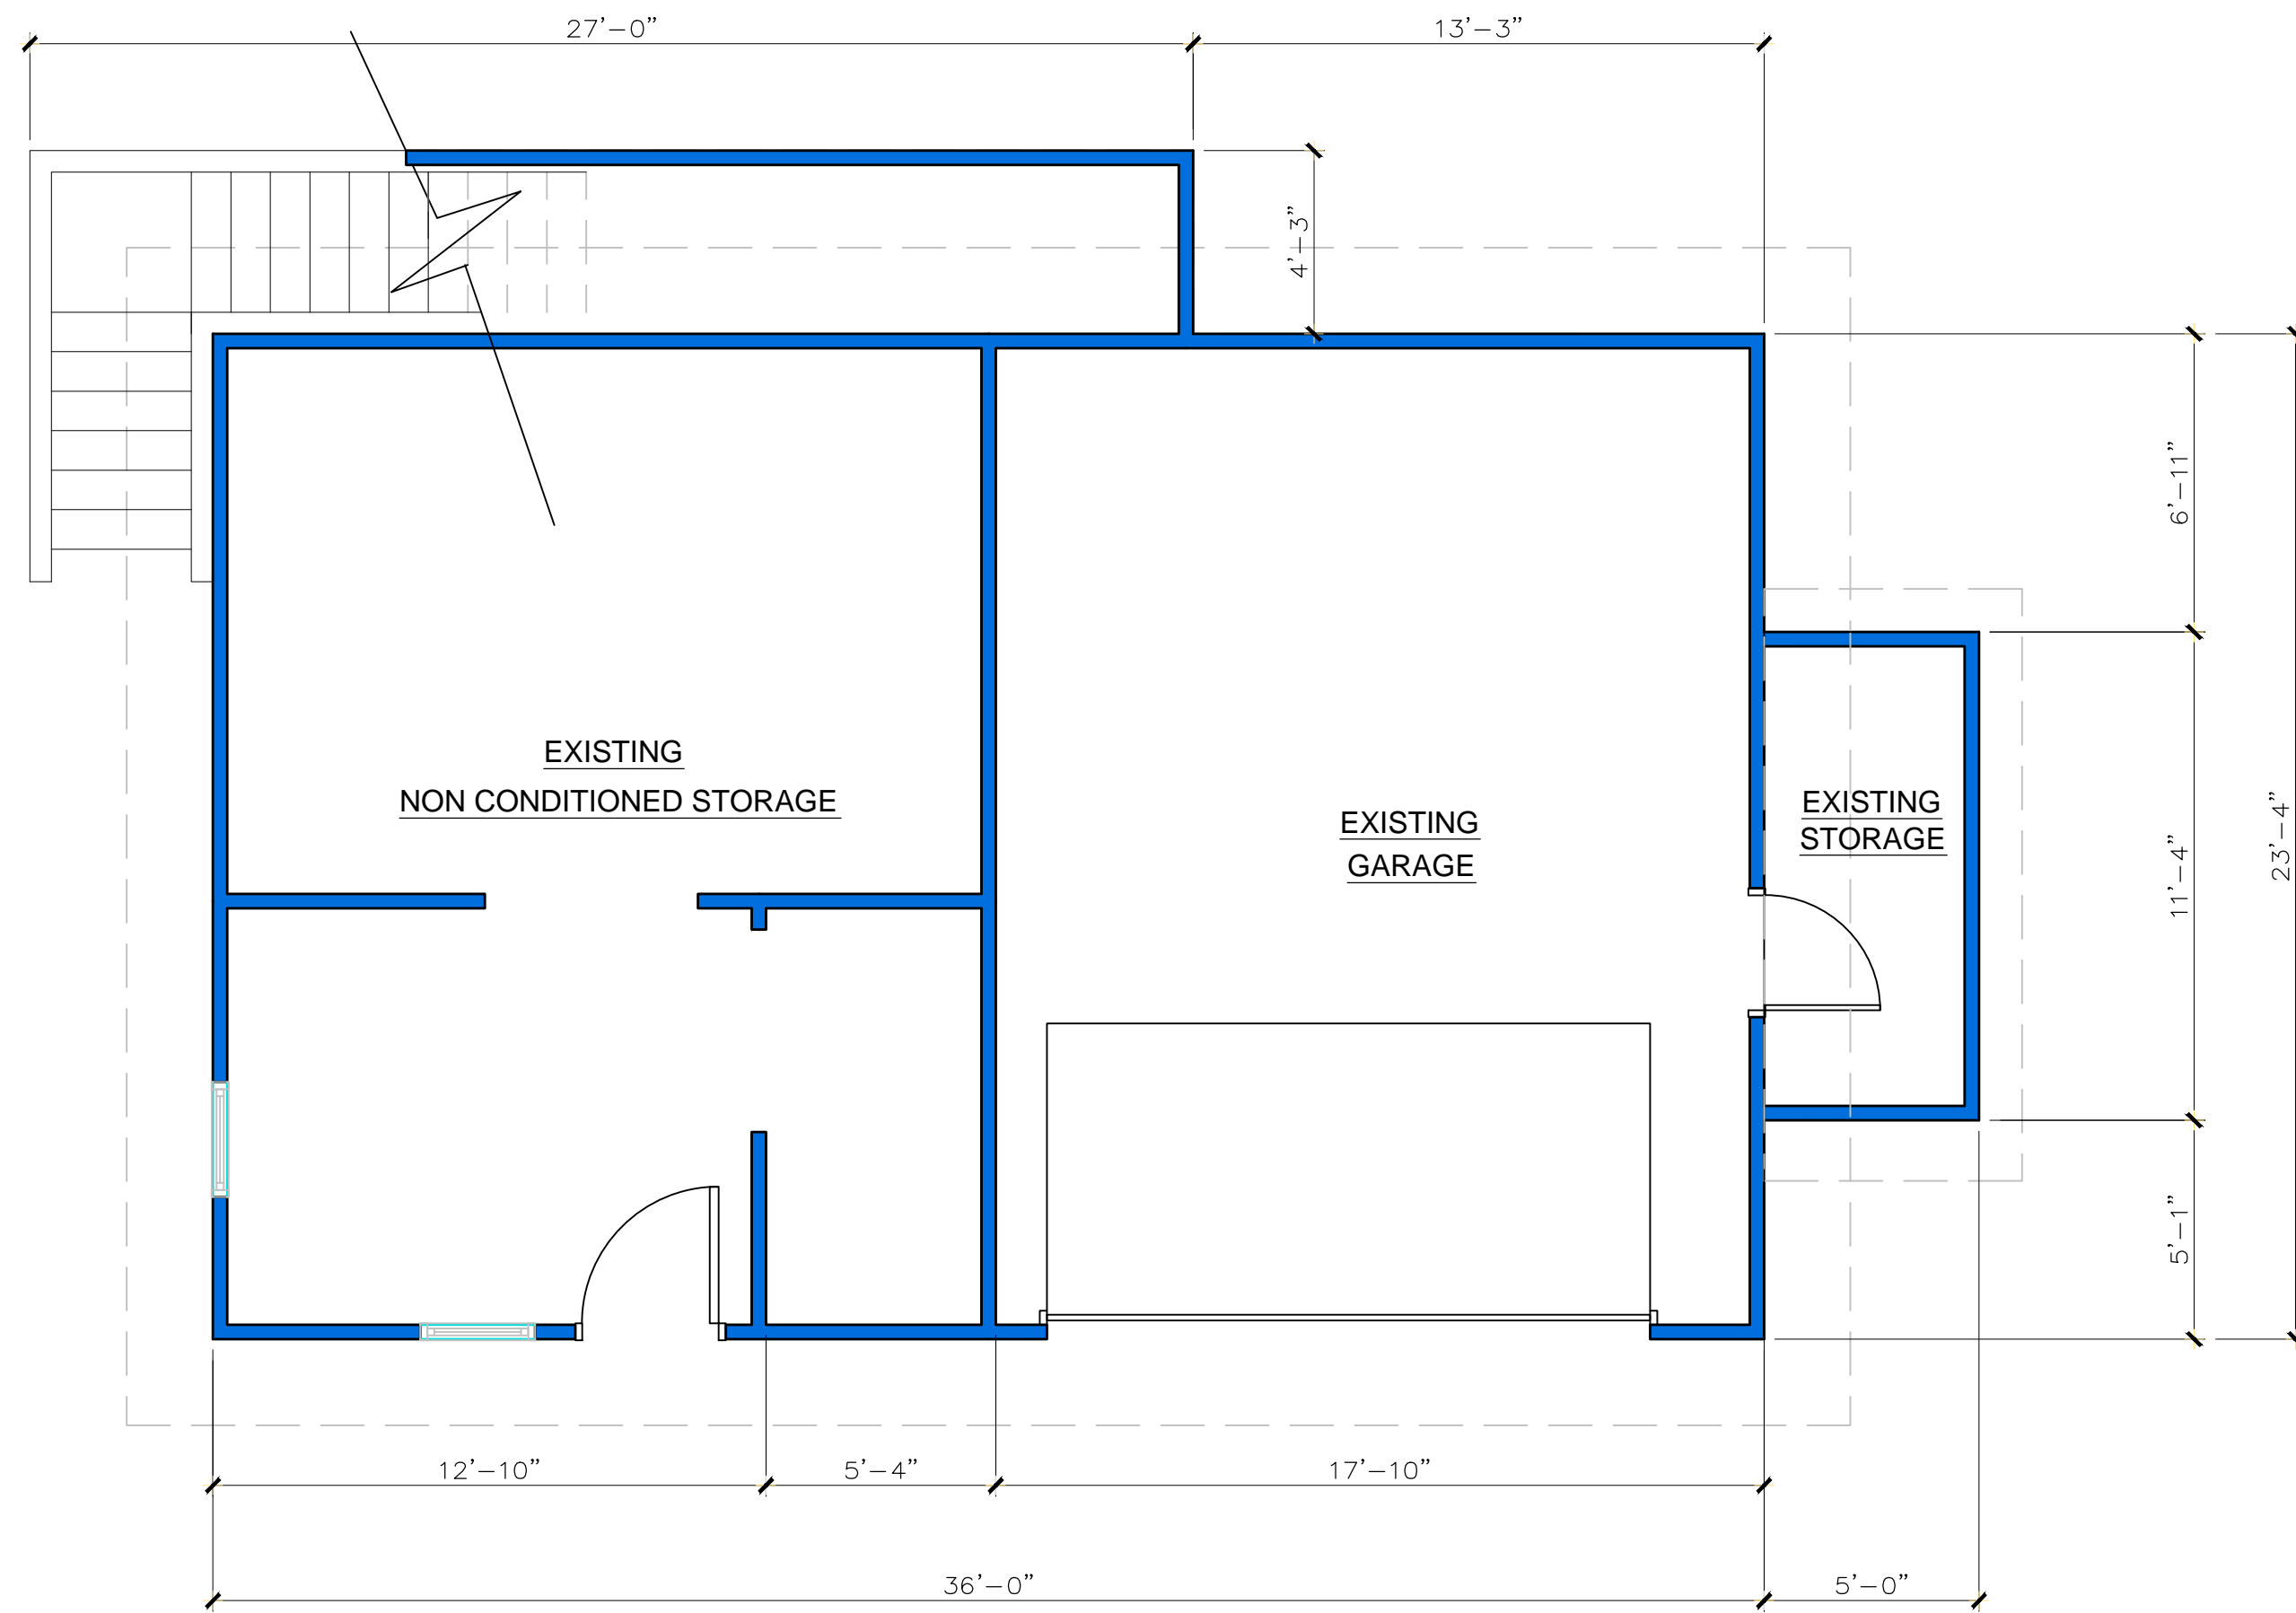 27’–0”
13’–3”
4’–3”
6’–11”
EXISTING
NON CONDITIONED STORAGE
EXISTING
GARAGE
EXISTING
STORAGE
11’–4”
23’–4”
5’–1”
12’–10”
5’–4”
17’–10”
36’–0”
5’–0”